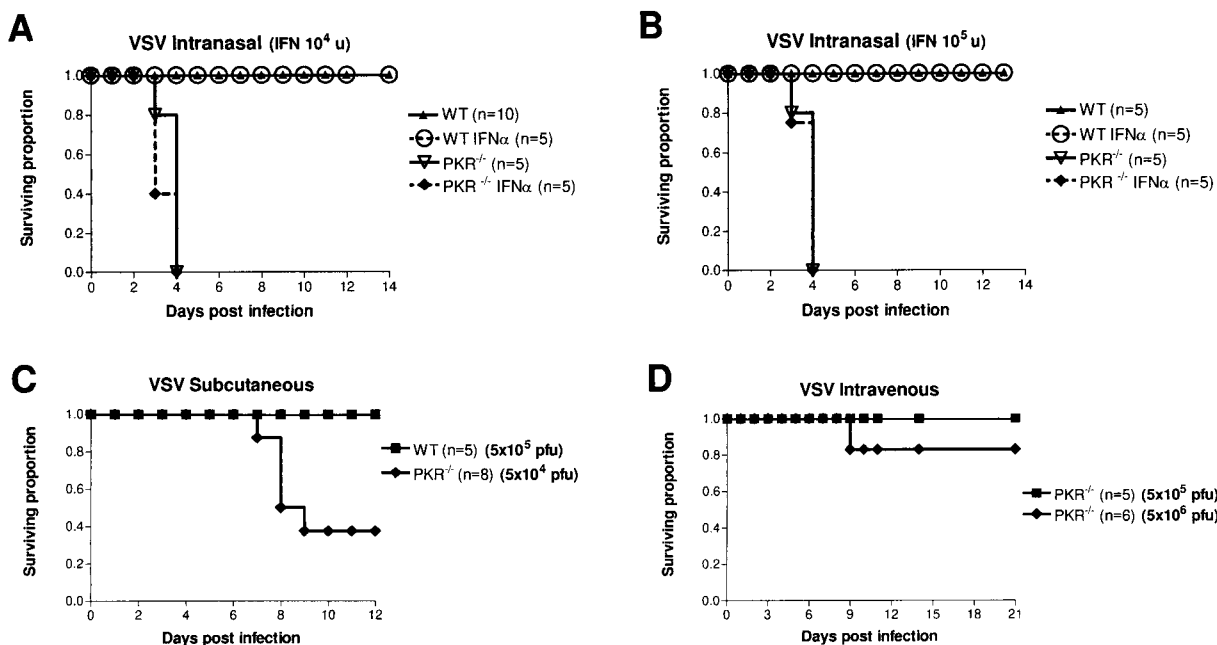 A
VSV Intranasal (IFN 10⁴ u)
Surviving proportion
1.0
0.8
0.6
0.4
0.2
0.0
0 2 4 6 8 10 12 14
Days post infection
WT (n=10)
WT IFNα (n=5)
PKR⁻/⁻ (n=5)
PKR ⁻/⁻ IFNα (n=5)
B
VSV Intranasal (IFN 10⁵ u)
Surviving proportion
1.0
0.8
0.6
0.4
0.2
0.0
0 2 4 6 8 10 12 14
Days post infection
WT (n=5)
WT IFNα (n=5)
PKR⁻/⁻ (n=5)
PKR ⁻/⁻ IFNα (n=5)
C
VSV Subcutaneous
Surviving proportion
1.0
0.8
0.6
0.4
0.2
0.0
0 2 4 6 8 10 12
Days post infection
WT (n=5) (5x10⁵ pfu)
PKR⁻/⁻ (n=8) (5x10⁴ pfu)
D
VSV Intravenous
Surviving proportion
1.0
0.8
0.6
0.4
0.2
0.0
0 3 6 9 12 15 18 21
Days post infection
PKR⁻/⁻ (n=5) (5x10⁵ pfu)
PKR⁻/⁻ (n=6) (5x10⁶ pfu)